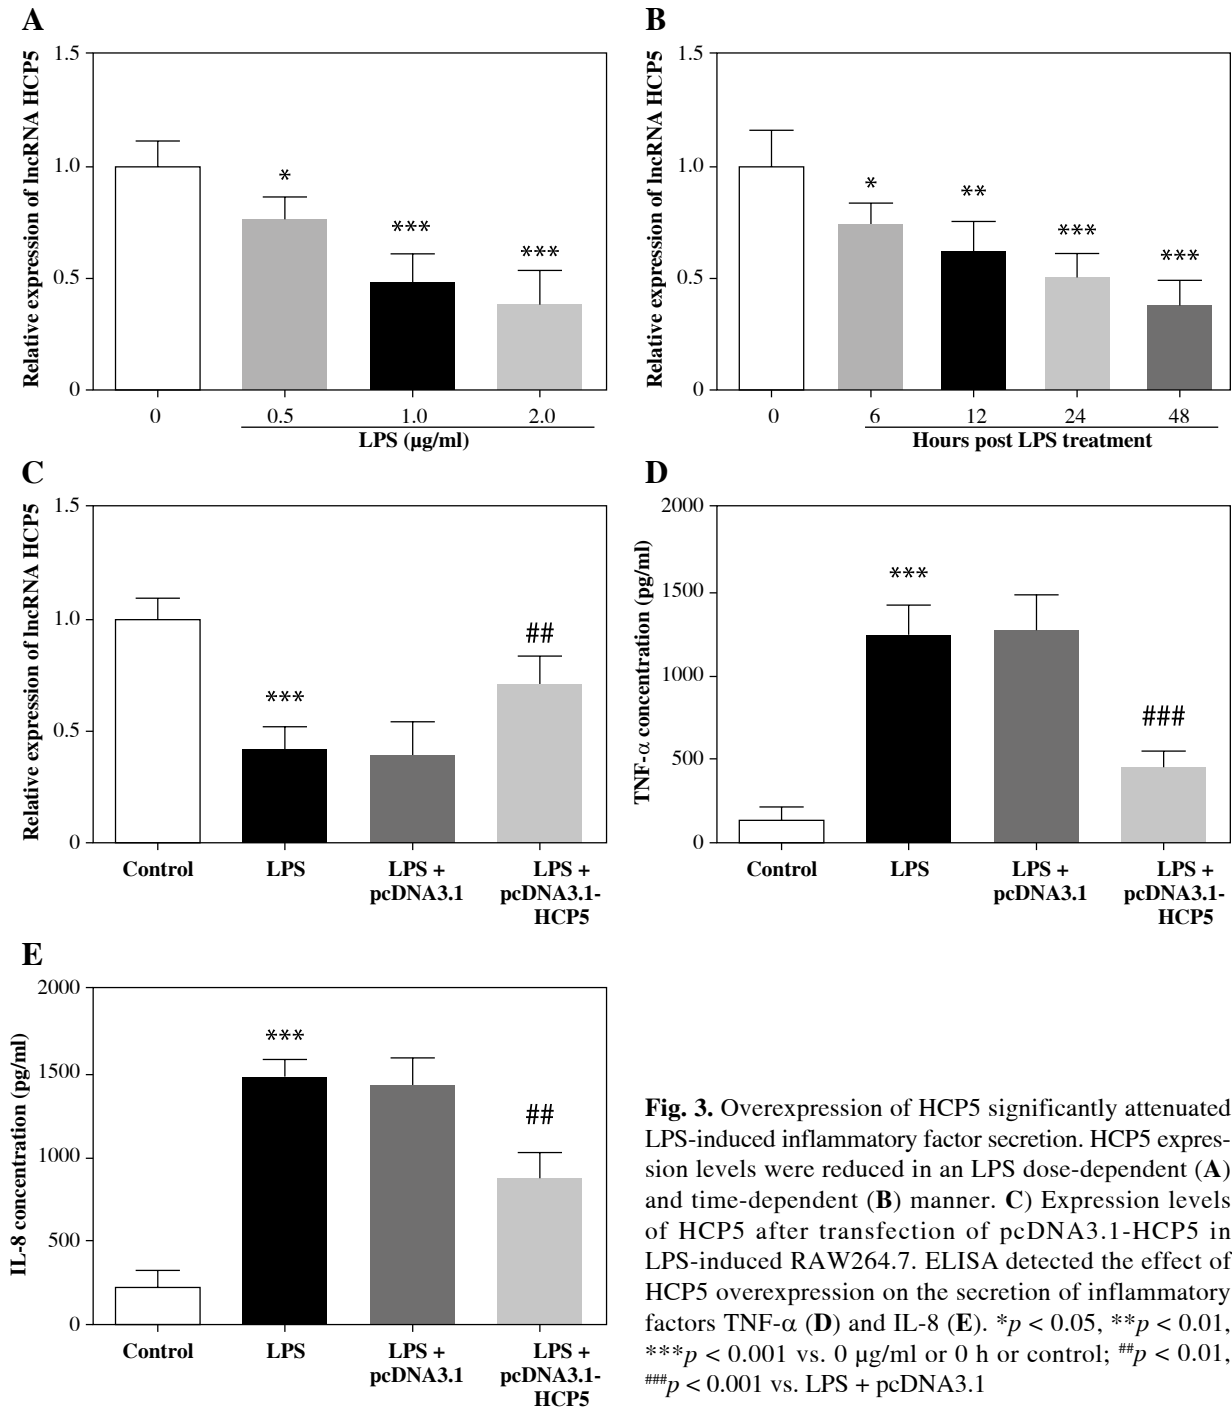 A
Relative expression of lncRNA HCP5
1.5
1.0
0.5
0
*
***
***
0 0.5 1.0 2.0
LPS (µg/ml)
B
Relative expression of lncRNA HCP5
1.5
1.0
0.5
0
*
**
***
***
0 6 12 24 48
Hours post LPS treatment
C
Relative expression of lncRNA HCP5
1.5
1.0
0.5
0
***
##
Control LPS LPS + LPS +
pcDNA3.1 pcDNA3.1-
HCP5
D
TNF-α concentration (pg/ml)
2000
1500
1000
500
0
***
###
Control LPS LPS + LPS +
pcDNA3.1 pcDNA3.1-
HCP5
E
IL-8 concentration (pg/ml)
2000
1500
1000
500
0
***
##
Control LPS LPS + LPS +
pcDNA3.1 pcDNA3.1-
HCP5
Fig. 3. Overexpression of HCP5 significantly attenuated
LPS-induced inflammatory factor secretion. HCP5 expres-
sion levels were reduced in an LPS dose-dependent (A)
and time-dependent (B) manner. C) Expression levels
of HCP5 after transfection of pcDNA3.1-HCP5 in
LPS-induced RAW264.7. ELISA detected the effect of
HCP5 overexpression on the secretion of inflammatory
factors TNF-α (D) and IL-8 (E). *p < 0.05, **p < 0.01,
***p < 0.001 vs. 0 µg/ml or 0 h or control; ##p < 0.01,
###p < 0.001 vs. LPS + pcDNA3.1